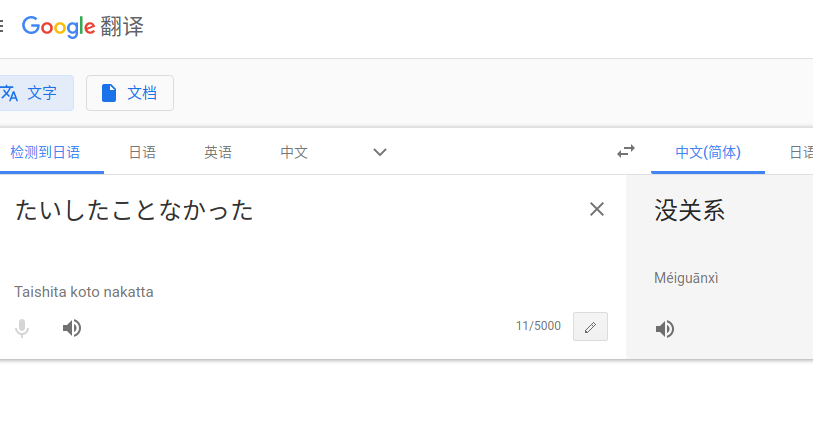 Google 翻译
文字 文档
检测到日语 日语 英语 中文 中文(简体) 日语
たいしたことなかった 没关系
Taishita koto nakatta Méiguānxì
11/5000